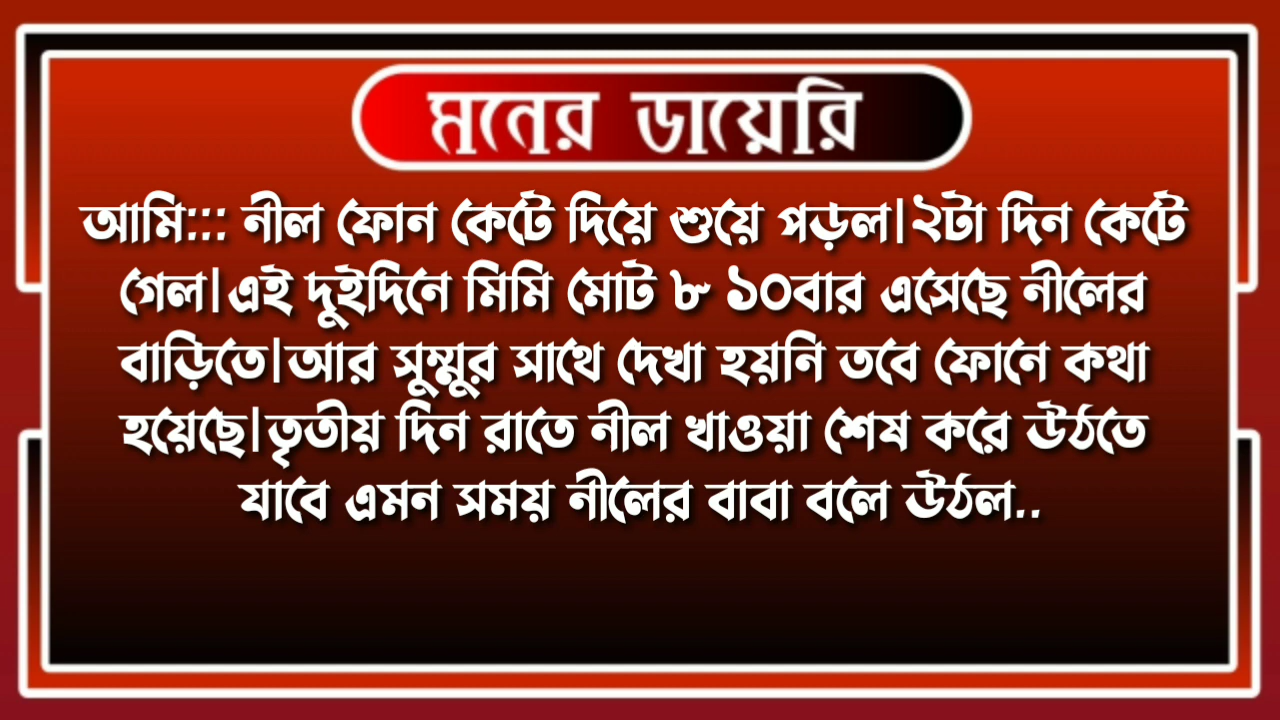 মনের ডায়েরি
আমি::: নীল ফোন কেটে দিয়ে শুয়ে পড়ল।২টা দিন কেটে
গেল।এই দুইদিনে মিমি মোট ৮ ১০বার এসেছে নীলের
বাড়িতে।আর সুম্মুর সাথে দেখা হয়নি তবে ফোনে কথা
হয়েছে।তৃতীয় দিন রাতে নীল খাওয়া শেষ করে উঠতে
যাবে এমন সময় নীলের বাবা বলে উঠল..